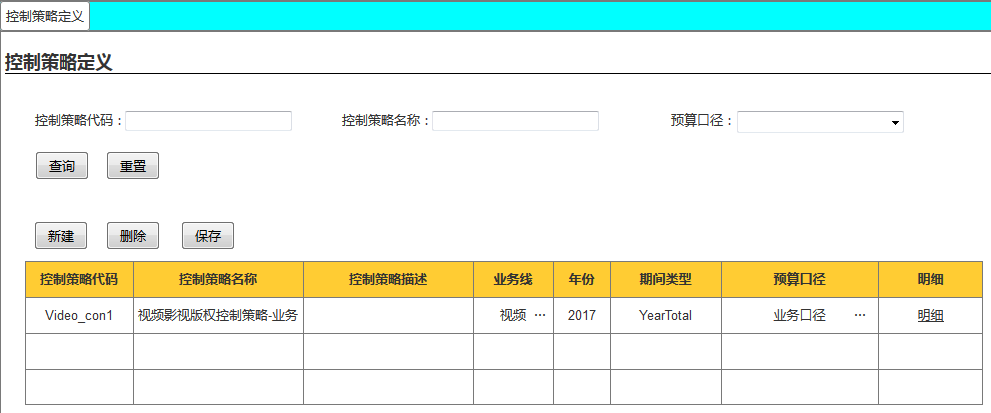 控制策略定义
控制策略定义
控制策略代码： 控制策略名称： 预算口径：
查询 重置
新建 删除 保存
控制策略代码 控制策略名称 控制策略描述 业务线 年份 期间类型 预算口径 明细
Video_con1 视频影视版权控制策略-业务 视频 ... 2017 YearTotal 业务口径 ... 明细